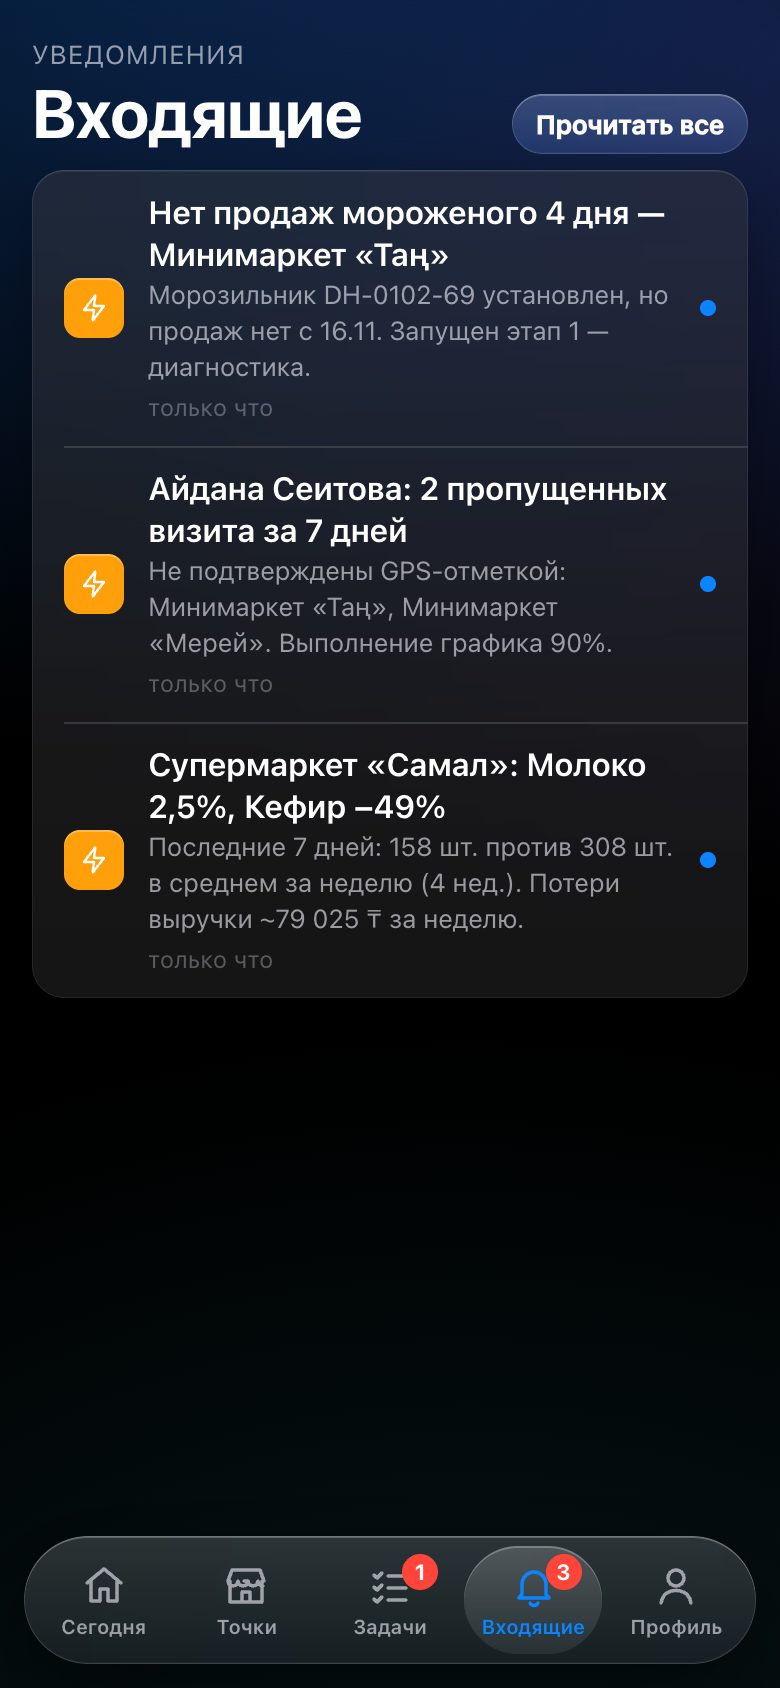 УВЕДОМЛЕНИЯ
Входящие
Прочитать все
Нет продаж мороженого 4 дня —
Минимаркет «Таң»
Морозильник DH-0102-69 установлен, но
продаж нет с 16.11. Запущен этап 1 —
диагностика.
только что
Айдана Сеитова: 2 пропущенных
визита за 7 дней
Не подтверждены GPS-отметкой:
Минимаркет «Таң», Минимаркет
«Мерей». Выполнение графика 90%.
только что
Супермаркет «Самал»: Молоко
2,5%, Кефир −49%
Последние 7 дней: 158 шт. против 308 шт.
в среднем за неделю (4 нед.). Потери
выручки ~79 025 ₸ за неделю.
только что
1
3
Сегодня
Точки
Задачи
Входящие
Профиль